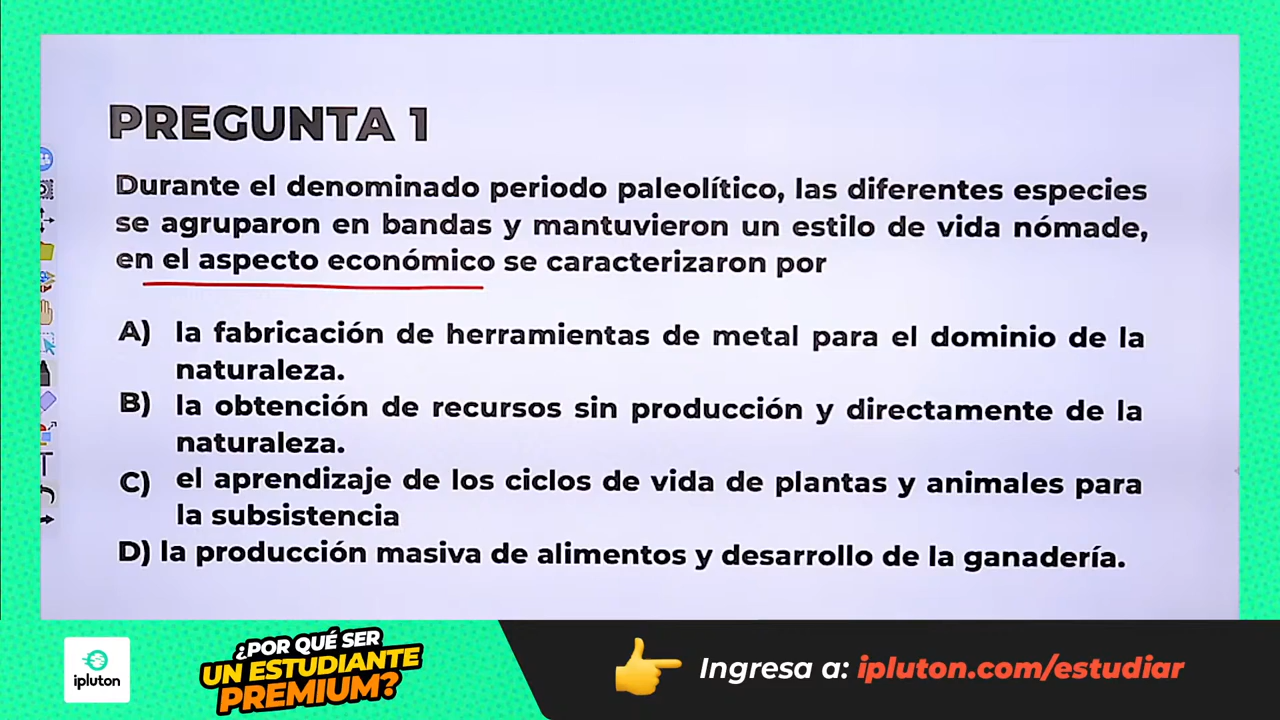 PREGUNTA 1
Durante el denominado periodo paleolítico, las diferentes especies
se agruparon en bandas y mantuvieron un estilo de vida nómade,
en el aspecto económico se caracterizaron por
A) la fabricación de herramientas de metal para el dominio de la
naturaleza.
B) la obtención de recursos sin producción y directamente de la
naturaleza.
C) el aprendizaje de los ciclos de vida de plantas y animales para
la subsistencia
D) la producción masiva de alimentos y desarrollo de la ganadería.
ipluton
¿POR QUÉ SER
UN ESTUDIANTE
PREMIUM?
Ingresa a: ipluton.com/estudiar